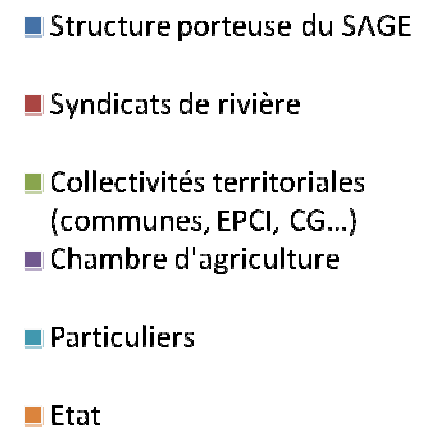 Structure porteuse du SAGE
Syndicats de rivière
Collectivités territoriales
(communes, EPCI, CG...)
Chambre d'agriculture
Particuliers
Etat